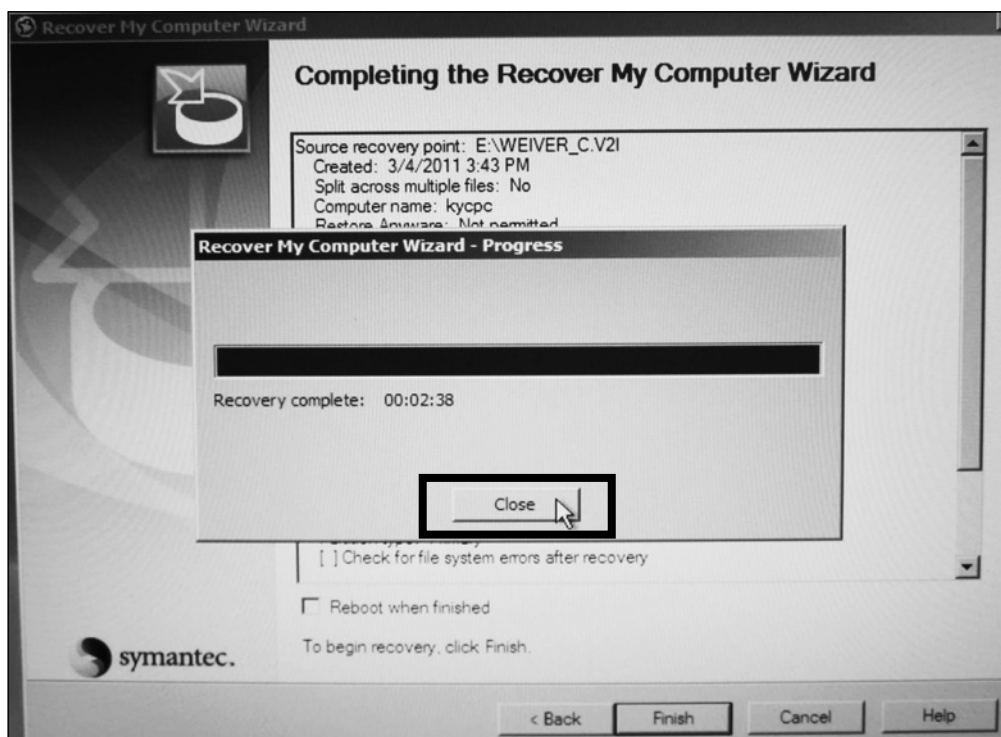 Recover My Computer Wizard
Completing the Recover My Computer Wizard
Source recovery point: E:\WEIVER_C.V2I
Created: 3/4/2011 3:43 PM
Split across multiple files: No
Computer name: kycpc
Restore Anyware: Not permitted
Recover My Computer Wizard - Progress
Recovery complete: 00:02:38
Close
[ ] Check for file system errors after recovery
Reboot when finished
To begin recovery, click Finish.
symantec.
< Back Finish Cancel Help